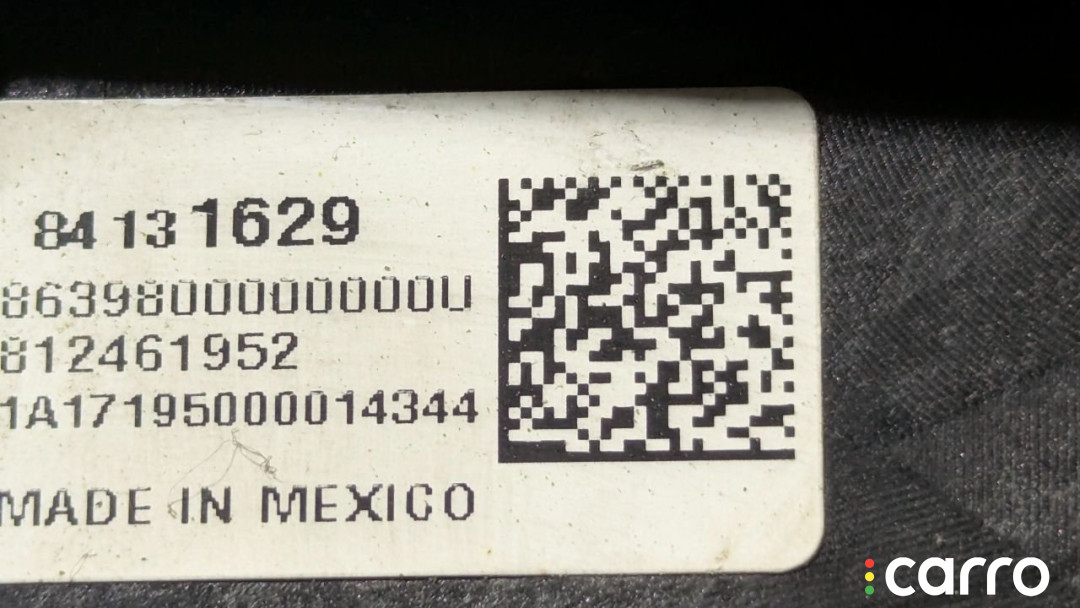 84131629
8639800000000U
812461952
1A17195000014344
MADE IN MEXICO
carro